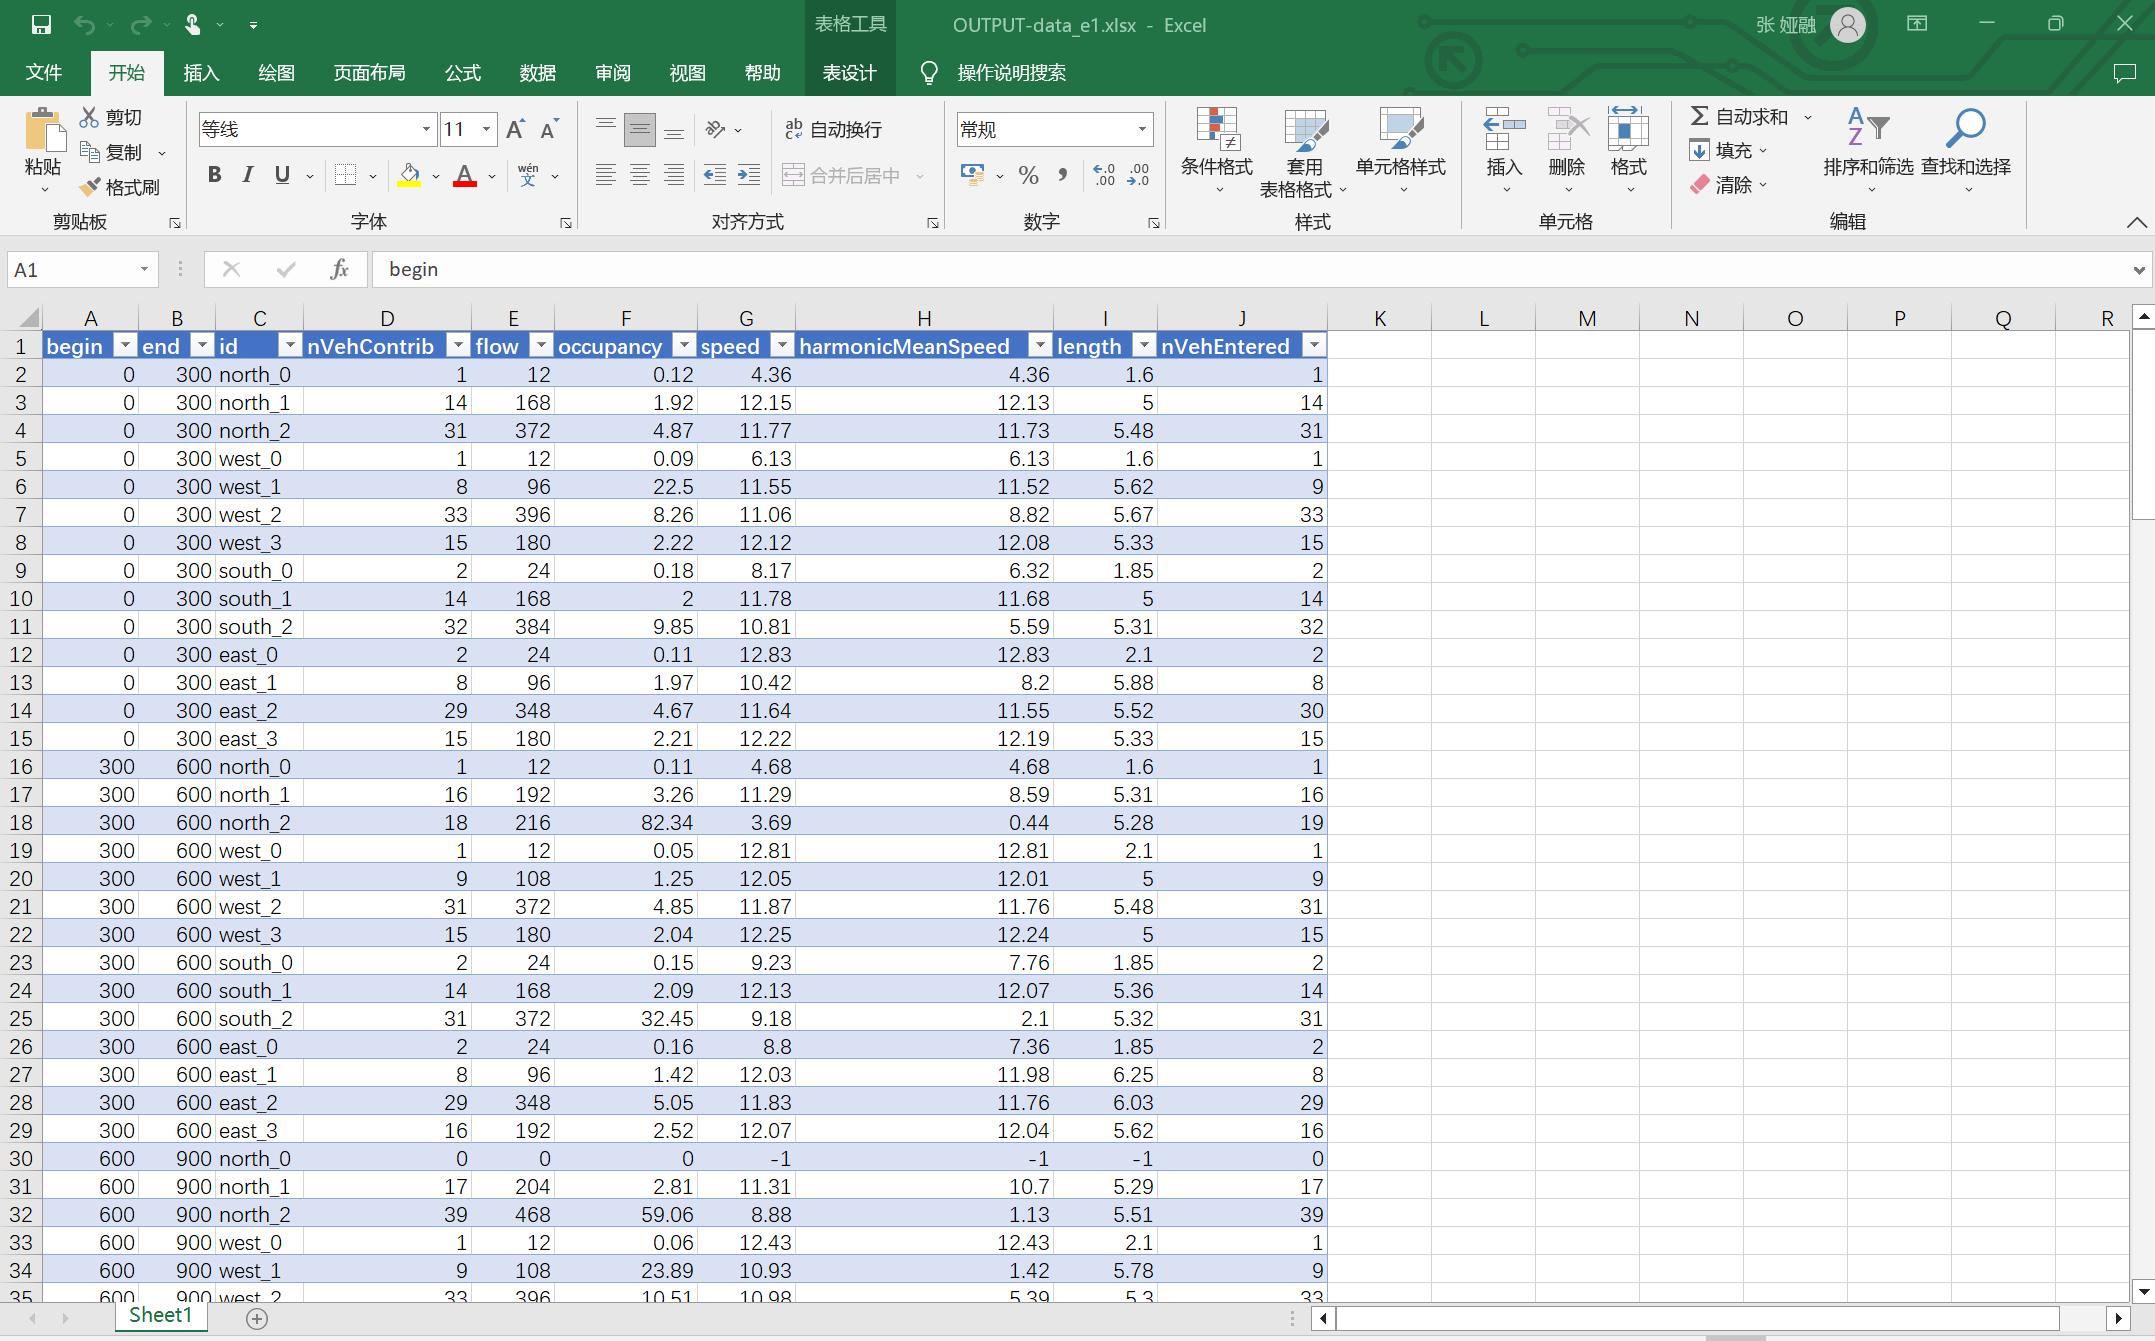 表格工具
OUTPUT-data_e1.xlsx - Excel
张 娅融
文件 开始 插入 绘图 页面布局 公式 数据 审阅 视图 帮助 表设计 操作说明搜索
粘贴 剪切 复制 格式刷
剪贴板
等线 11 A A
B I U A wén 文
字体
ab 自动换行
合并后居中
对齐方式
常规
% , .0 .00 .00 .0
数字
条件格式 套用 表格格式 单元格样式
样式
插入 删除 格式
单元格
Σ 自动求和
填充
清除
A Z
排序和筛选 查找和选择
编辑
A1 fx begin
A B C D E F G H I J K L M N O P Q R
1 begin end id nVehContrib flow occupancy speed harmonicMeanSpeed length nVehEntered
2 0 300 north_0 1 12 0.12 4.36 4.36 1.6 1
3 0 300 north_1 14 168 1.92 12.15 12.13 5 14
4 0 300 north_2 31 372 4.87 11.77 11.73 5.48 31
5 0 300 west_0 1 12 0.09 6.13 6.13 1.6 1
6 0 300 west_1 8 96 22.5 11.55 11.52 5.62 9
7 0 300 west_2 33 396 8.26 11.06 8.82 5.67 33
8 0 300 west_3 15 180 2.22 12.12 12.08 5.33 15
9 0 300 south_0 2 24 0.18 8.17 6.32 1.85 2
10 0 300 south_1 14 168 2 11.78 11.68 5 14
11 0 300 south_2 32 384 9.85 10.81 5.59 5.31 32
12 0 300 east_0 2 24 0.11 12.83 12.83 2.1 2
13 0 300 east_1 8 96 1.97 10.42 8.2 5.88 8
14 0 300 east_2 29 348 4.67 11.64 11.55 5.52 30
15 0 300 east_3 15 180 2.21 12.22 12.19 5.33 15
16 300 600 north_0 1 12 0.11 4.68 4.68 1.6 1
17 300 600 north_1 16 192 3.26 11.29 8.59 5.31 16
18 300 600 north_2 18 216 82.34 3.69 0.44 5.28 19
19 300 600 west_0 1 12 0.05 12.81 12.81 2.1 1
20 300 600 west_1 9 108 1.25 12.05 12.01 5 9
21 300 600 west_2 31 372 4.85 11.87 11.76 5.48 31
22 300 600 west_3 15 180 2.04 12.25 12.24 5 15
23 300 600 south_0 2 24 0.15 9.23 7.76 1.85 2
24 300 600 south_1 14 168 2.09 12.13 12.07 5.36 14
25 300 600 south_2 31 372 32.45 9.18 2.1 5.32 31
26 300 600 east_0 2 24 0.16 8.8 7.36 1.85 2
27 300 600 east_1 8 96 1.42 12.03 11.98 6.25 8
28 300 600 east_2 29 348 5.05 11.83 11.76 6.03 29
29 300 600 east_3 16 192 2.52 12.07 12.04 5.62 16
30 600 900 north_0 0 0 0 -1 -1 -1 0
31 600 900 north_1 17 204 2.81 11.31 10.7 5.29 17
32 600 900 north_2 39 468 59.06 8.88 1.13 5.51 39
33 600 900 west_0 1 12 0.06 12.43 12.43 2.1 1
34 600 900 west_1 9 108 23.89 10.93 1.42 5.78 9
35 600 900 west_2 33 396 10.51 10.98 5.39 5.3 33
Sheet1